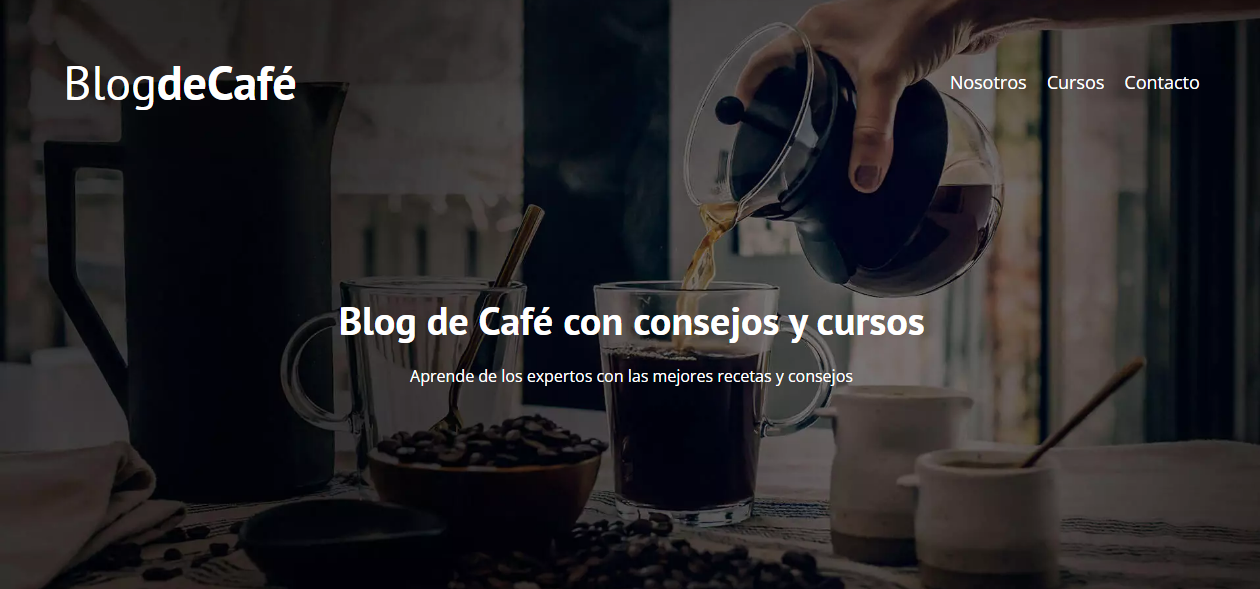 BlogdeCafé
Nosotros Cursos Contacto
Blog de Café con consejos y cursos
Aprende de los expertos con las mejores recetas y consejos